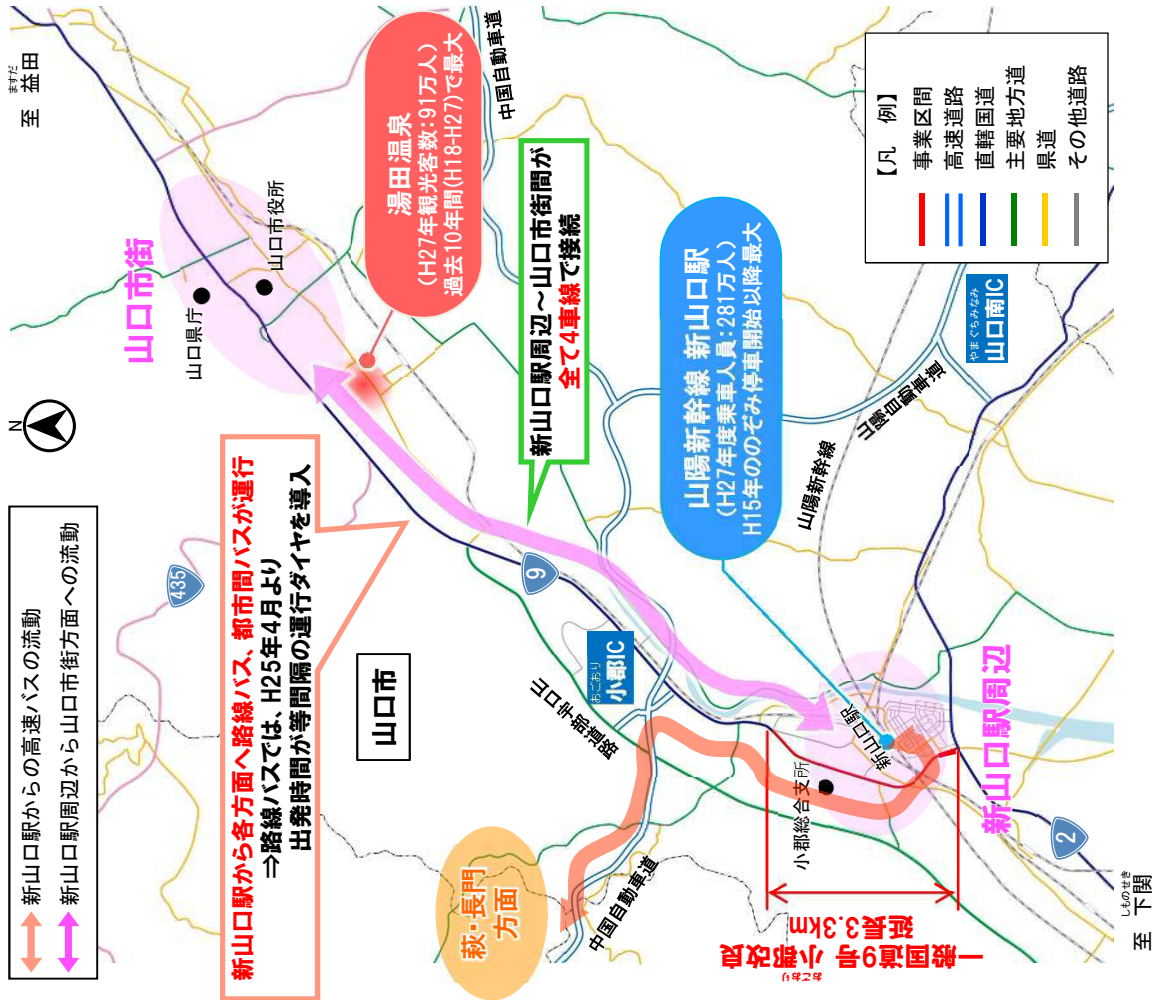 新山口駅からの高速バスの流動
新山口駅周辺から山口市街方面への流動
N
至 益田
ますだ
435
山口市街
山口県庁
山口市役所
湯田温泉
(H27年観光客数:91万人)
過去10年間(H18-H27)で最大
中国自動車道
新山口駅から各方面へ路線バス、都市間バスが運行
⇒路線バスでは、H25年4月より
出発時間が等間隔の運行ダイヤを導入
新山口駅周辺~山口市街間が
全て4車線で接続
山口市
9
おごおり
小郡IC
山口宇部道路
山陽新幹線 新山口駅
(H27年度乗車人員:281万人)
H15年ののぞみ停車開始以降最大
山陽新幹線
山陽自動車道
やまぐちみなみ
山口南IC
萩・長門
方面
中国自動車道
小郡総合支所
新山口駅
新山口駅周辺
2
一般国道9号 小郡改良
おごおり
延長3.3km
至 下関
しものせき
【凡 例】
事業区間
高速道路
直轄国道
主要地方道
県道
その他道路